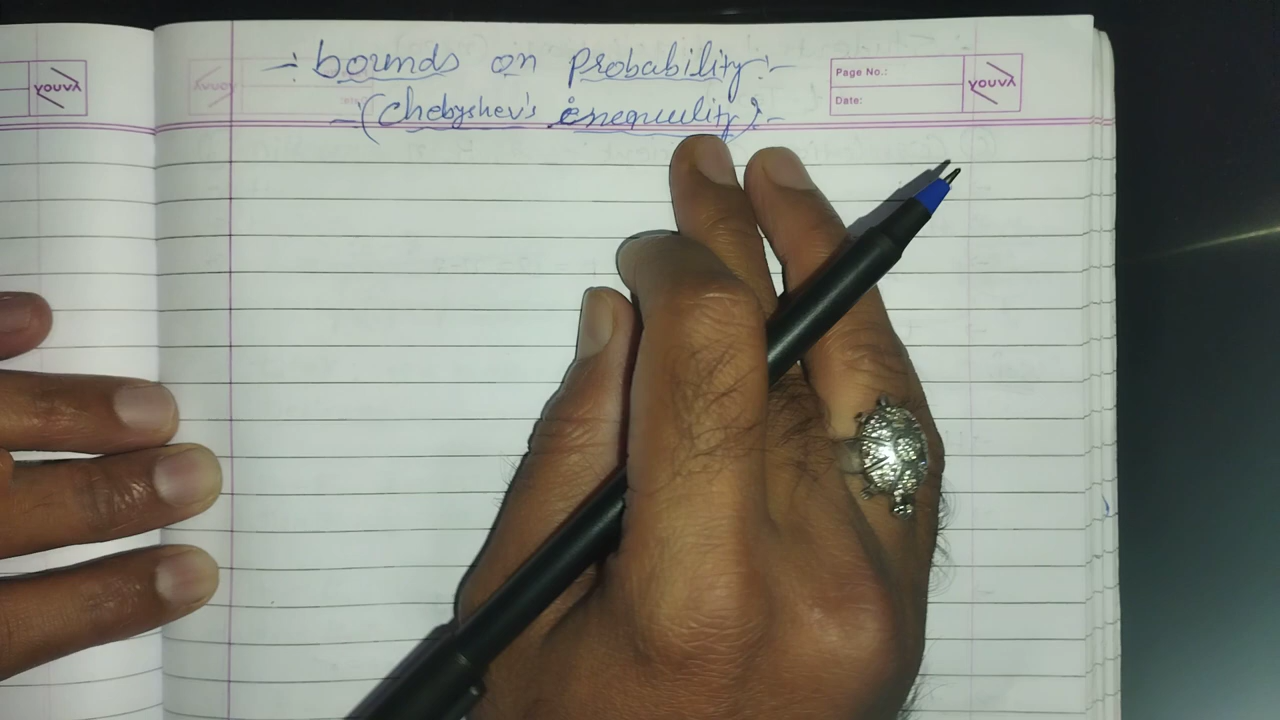 -: bounds on Probability :-
-(Chebyshev's inequality):-
Page No.:
Date:
YOUVA
YOUVA